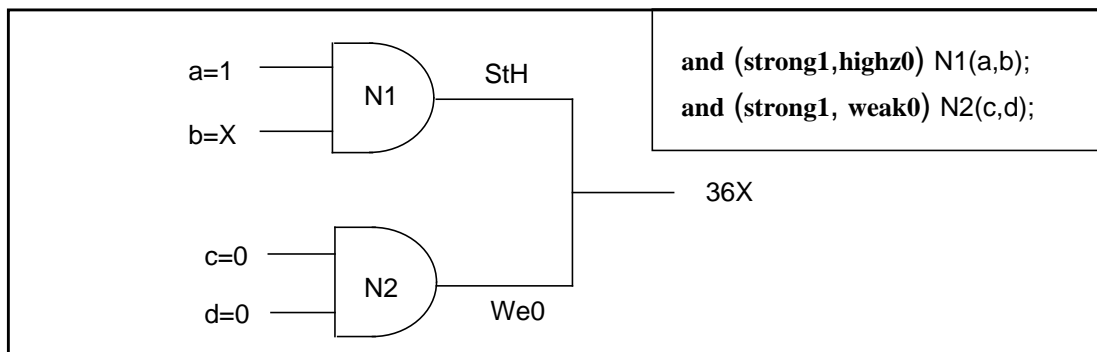 a=1
b=X
N1
StH
and (strong1,highz0) N1(a,b);
and (strong1, weak0) N2(c,d);
36X
c=0
d=0
N2
We0